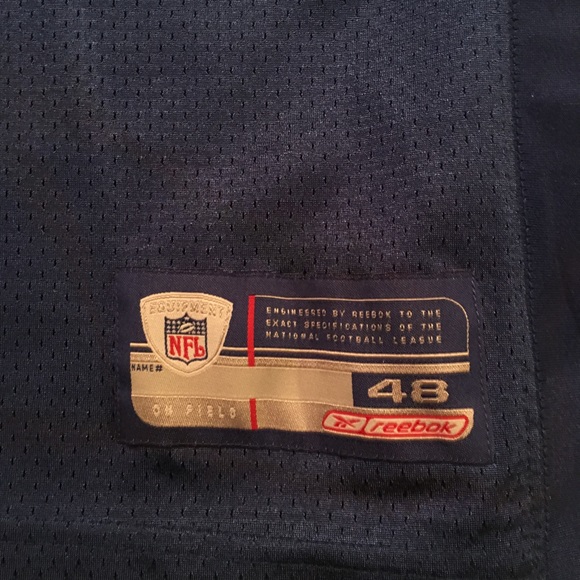 EQUIPMENT
NFL
ENGINEERED BY REEBOK TO THE
EXACT SPECIFICATIONS OF THE
NATIONAL FOOTBALL LEAGUE
NAME#
48
ON FIELD
reebok